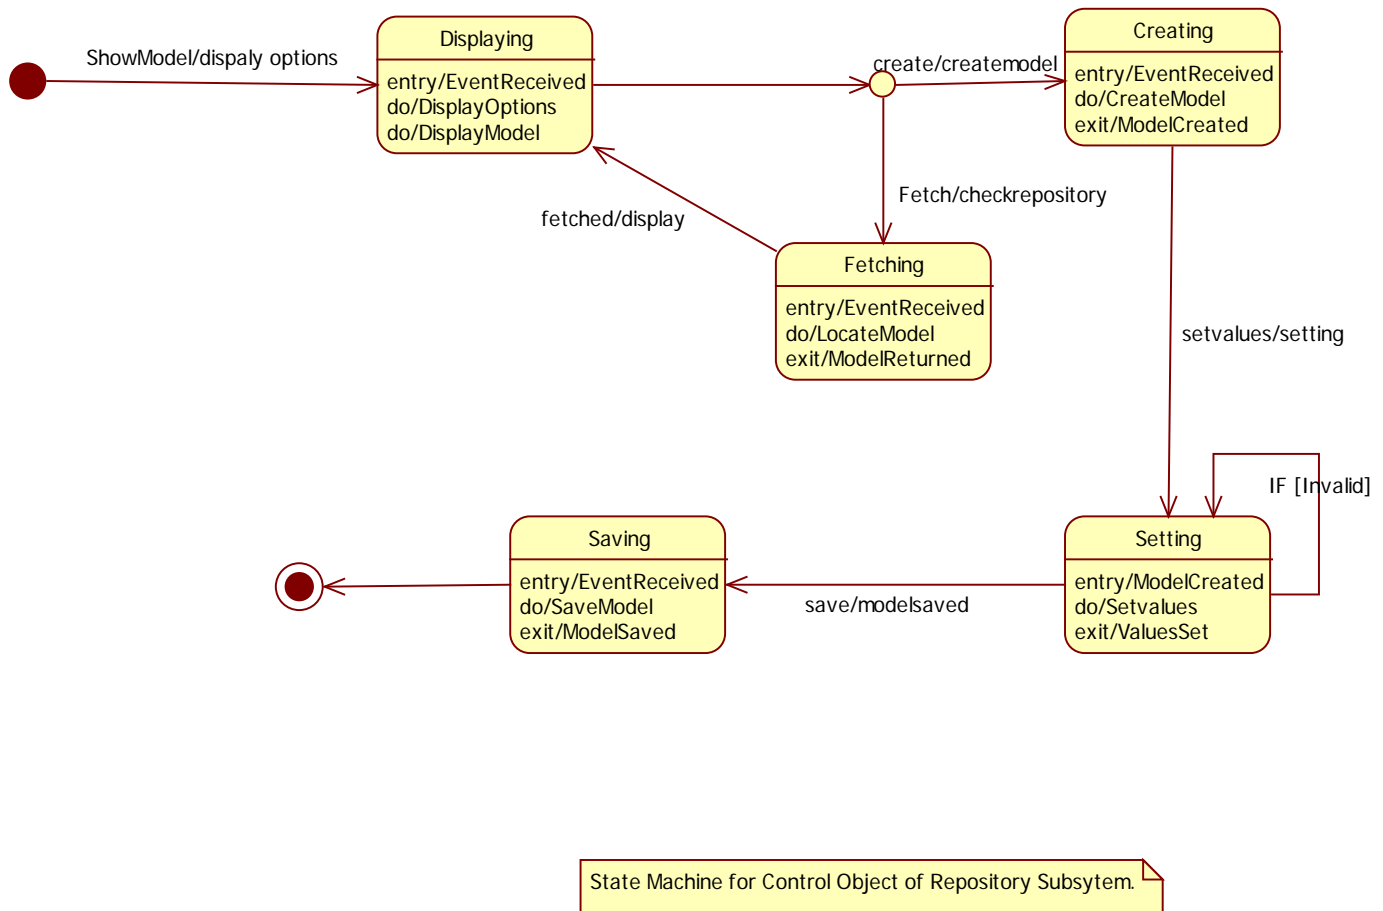 ShowModel/dispaly options
Displaying
entry/EventReceived
do/DisplayOptions
do/DisplayModel
create/createmodel
Creating
entry/EventReceived
do/CreateModel
exit/ModelCreated
fetched/display
Fetch/checkrepository
Fetching
entry/EventReceived
do/LocateModel
exit/ModelReturned
setvalues/setting
IF [Invalid]
Saving
entry/EventReceived
do/SaveModel
exit/ModelSaved
save/modelsaved
Setting
entry/ModelCreated
do/Setvalues
exit/ValuesSet
State Machine for Control Object of Repository Subsytem.